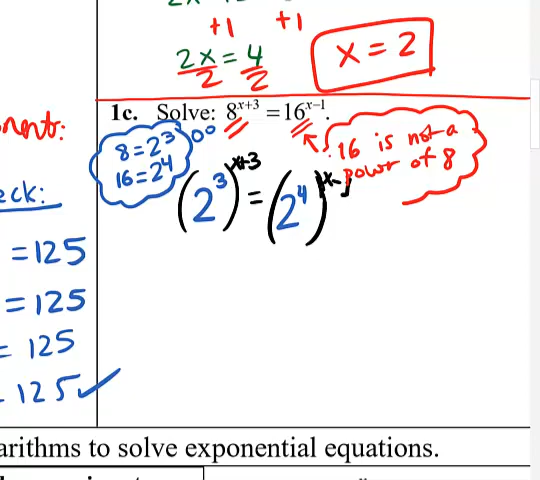 +1 +1
2x = 4
2 2
x = 2
1c. Solve: 8^{x+3} = 16^{x−1}.
8 = 2^3
16 = 2^4
16 is not a
power of 8
(2^3)^{x+3} = (2^4)^{x-1}
eck:
= 125
= 125
= 125
125 ✓
arithms to solve exponential equations.